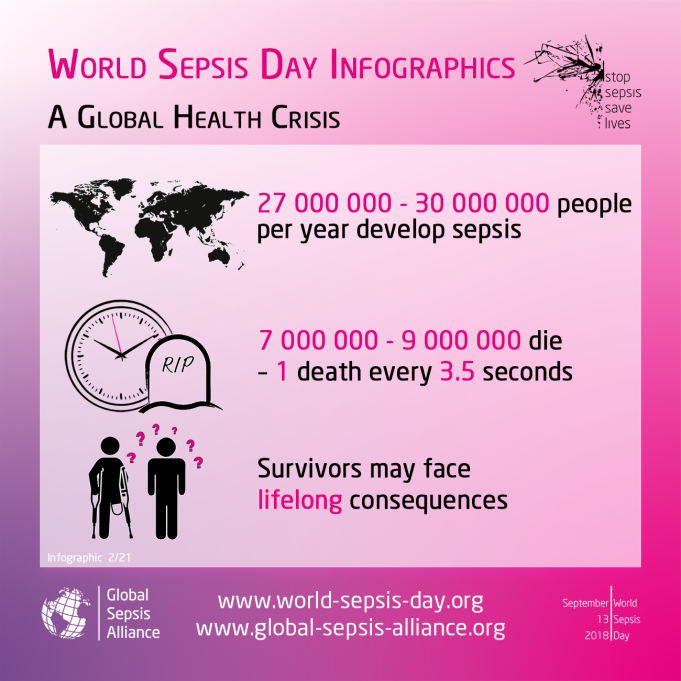 World Sepsis Day Infographics
A Global Health Crisis
stop
sepsis
save
lives
27 000 000 - 30 000 000 people
per year develop sepsis
RIP
7 000 000 - 9 000 000 die
– 1 death every 3.5 seconds
? ? ? ? ? ?
Survivors may face
lifelong consequences
Infographic 2/21
Global
Sepsis
Alliance
www.world-sepsis-day.org
www.global-sepsis-alliance.org
September World
13 Sepsis
2018 Day